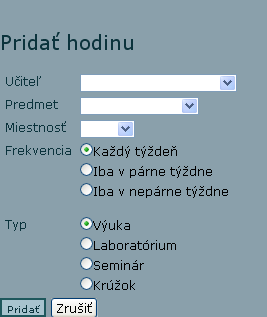 Pridať hodinu
Učiteľ
Predmet
Miestnosť
Frekvencia Každý týždeň
Iba v párne týždne
Iba v nepárne týždne
Typ Výuka
Laboratórium
Seminár
Krúžok
Pridať Zrušiť